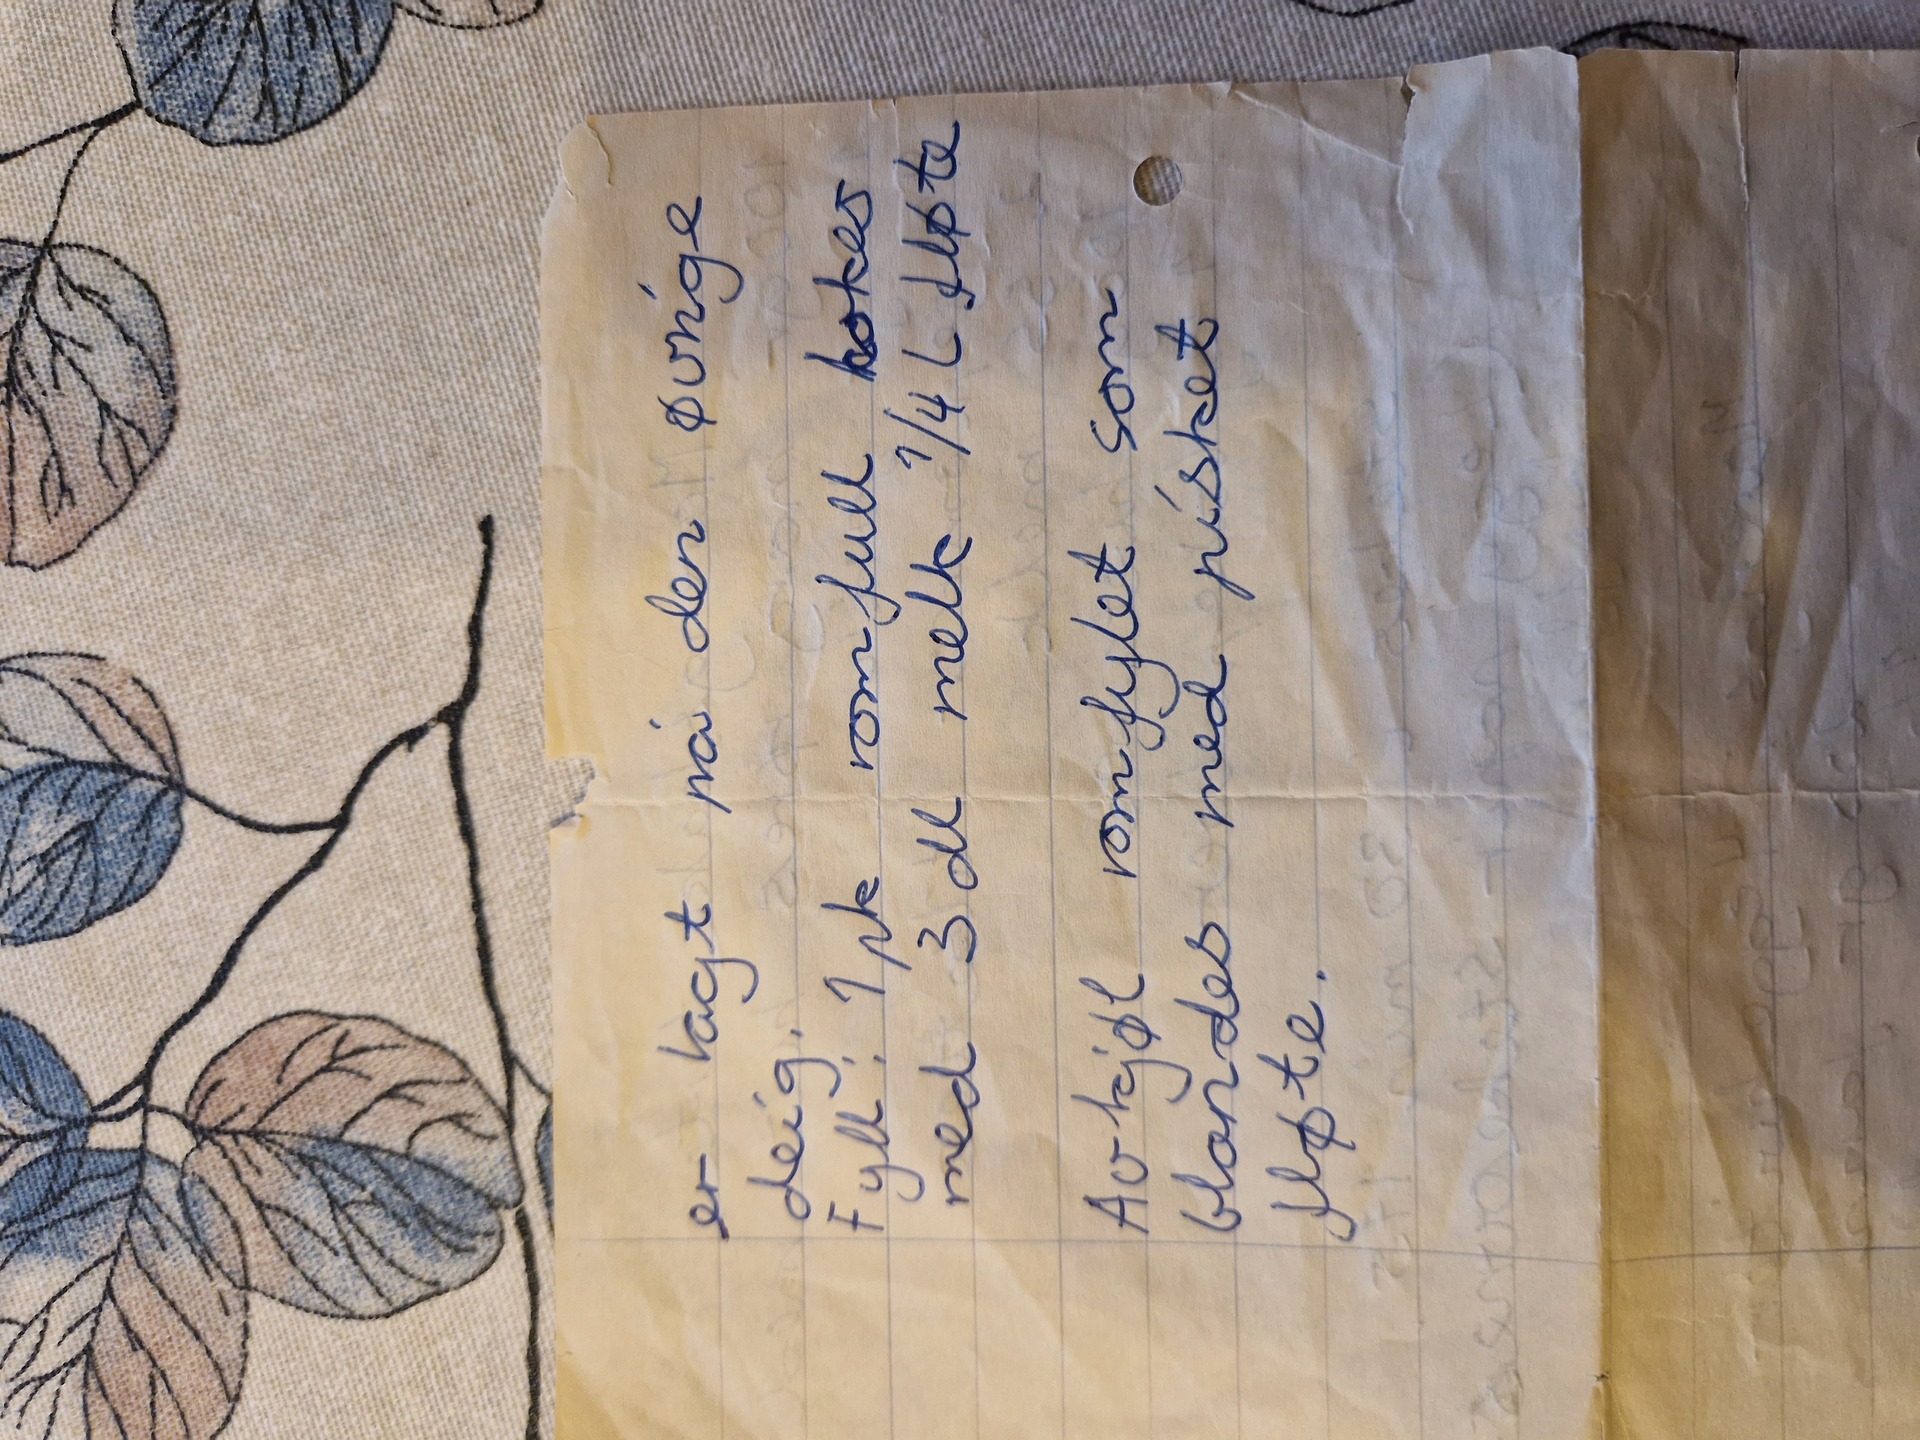 er lagt på den øvrige
deig.
Fyll: 1 pk romfull kokes
med 3 dl melk 1/4 l fløte
Avkjøl romfylet som
blandes med pisket
fløte.